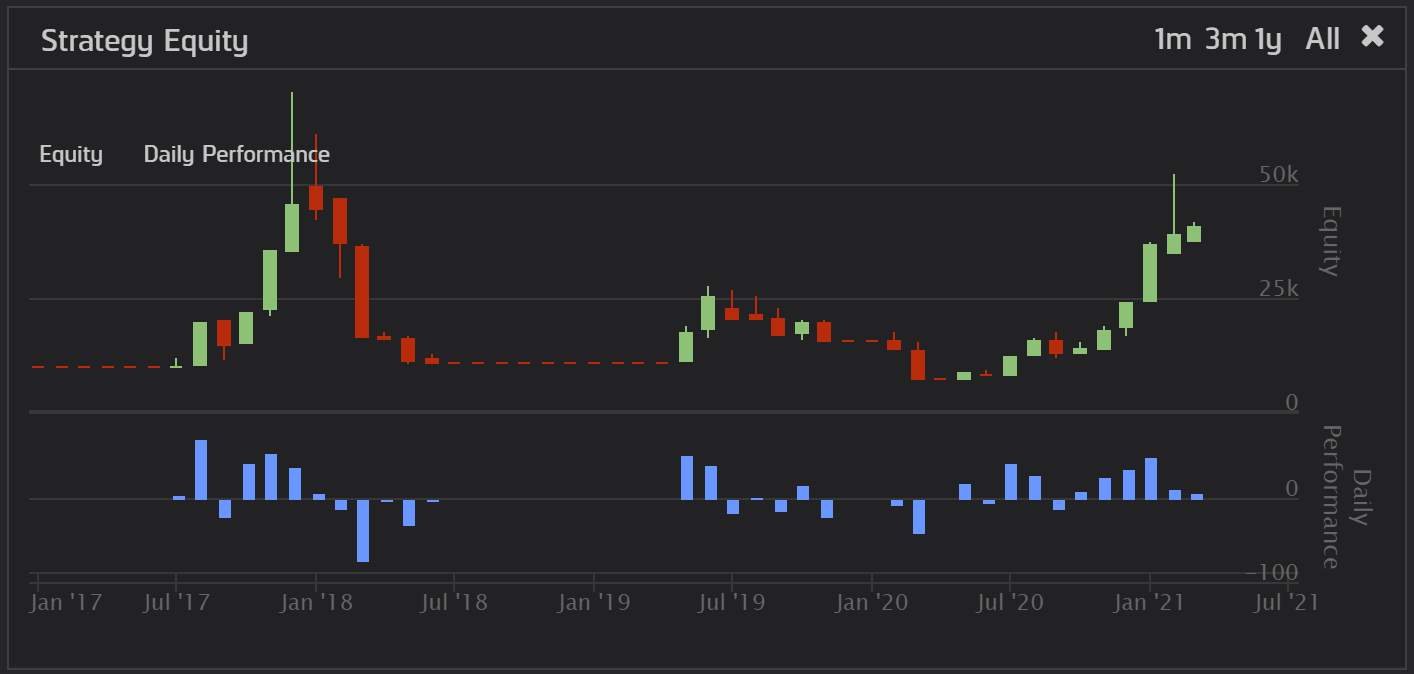 Strategy Equity
1m 3m 1y All ✖
Equity Daily Performance
50k
25k
0
Equity
0
-100
Daily
Performance
Jan '17 Jul '17 Jan '18 Jul '18 Jan '19 Jul '19 Jan '20 Jul '20 Jan '21 Jul '21